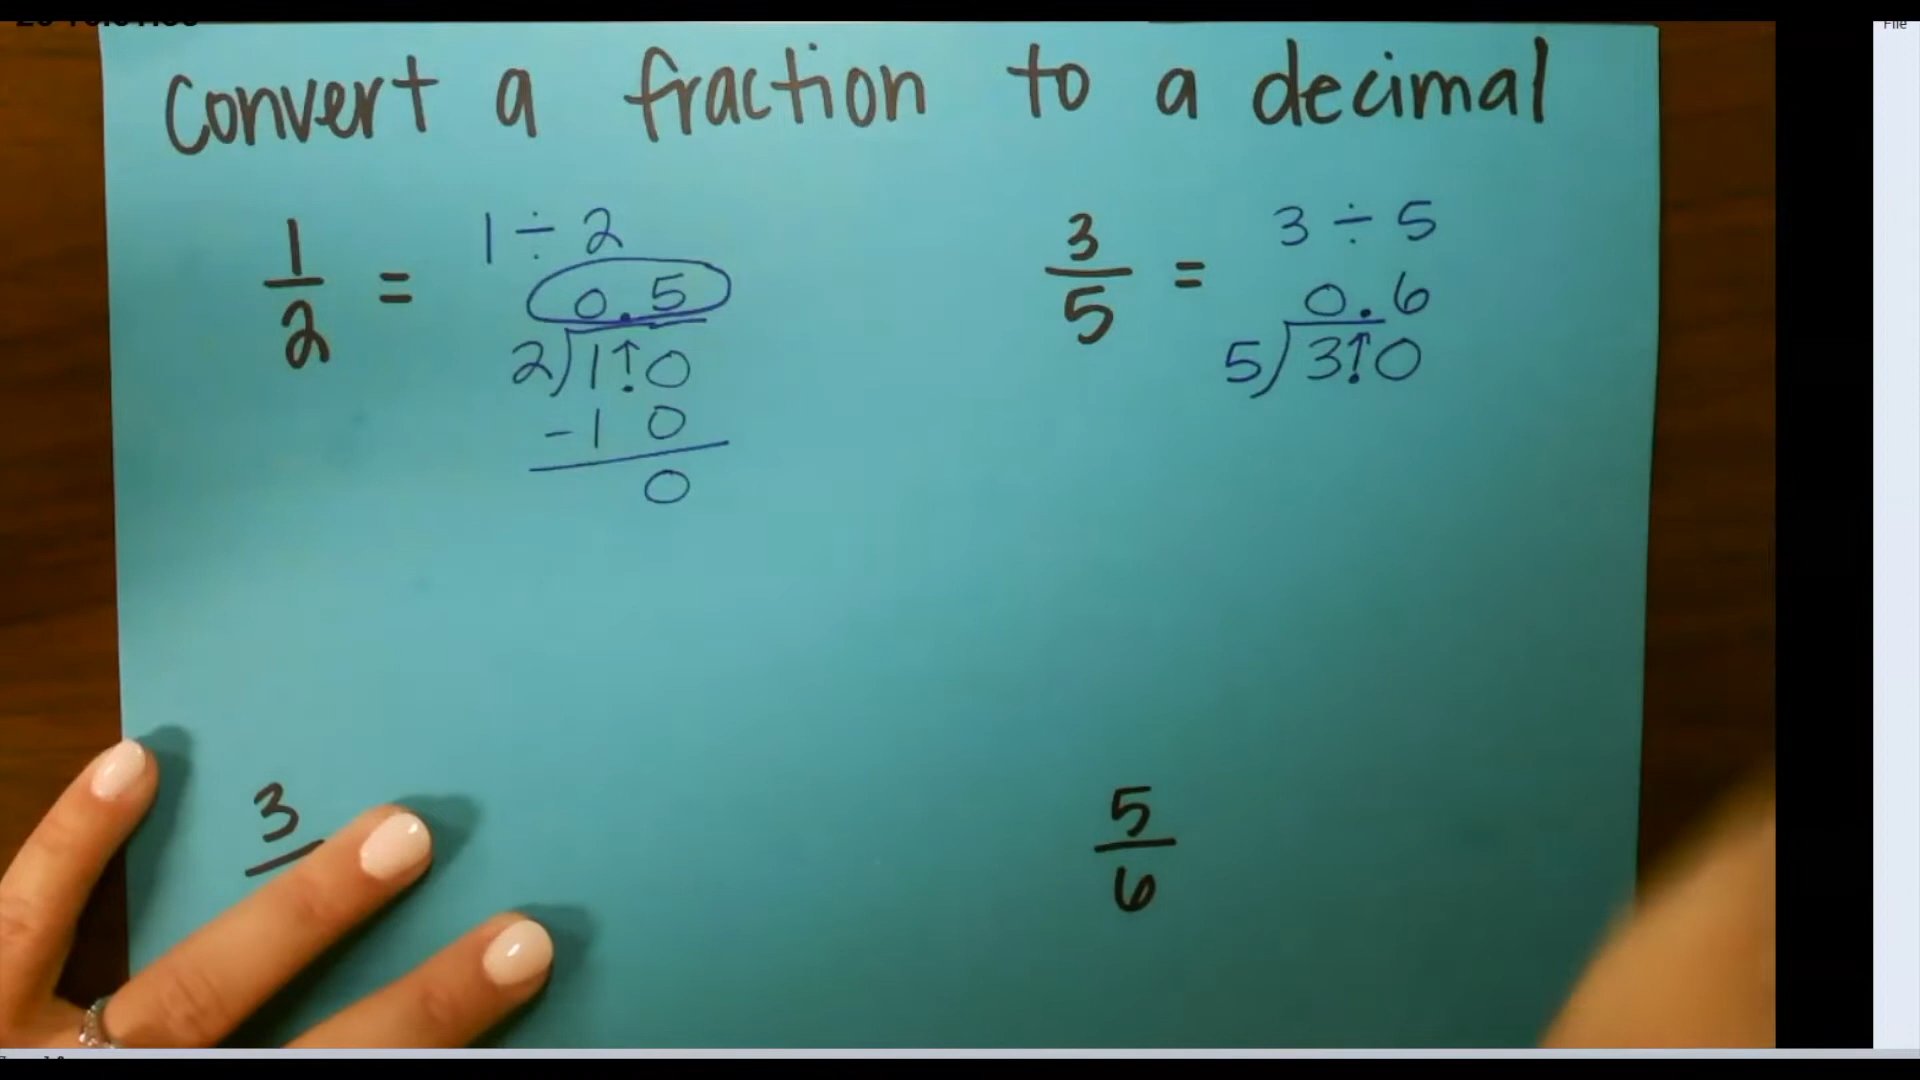 Convert a fraction to a decimal
1/2 = 1 ÷ 2
0.5
2)1.0
-1 0
0
3/5 = 3 ÷ 5
0.6
5)3.0
3
5/6
File